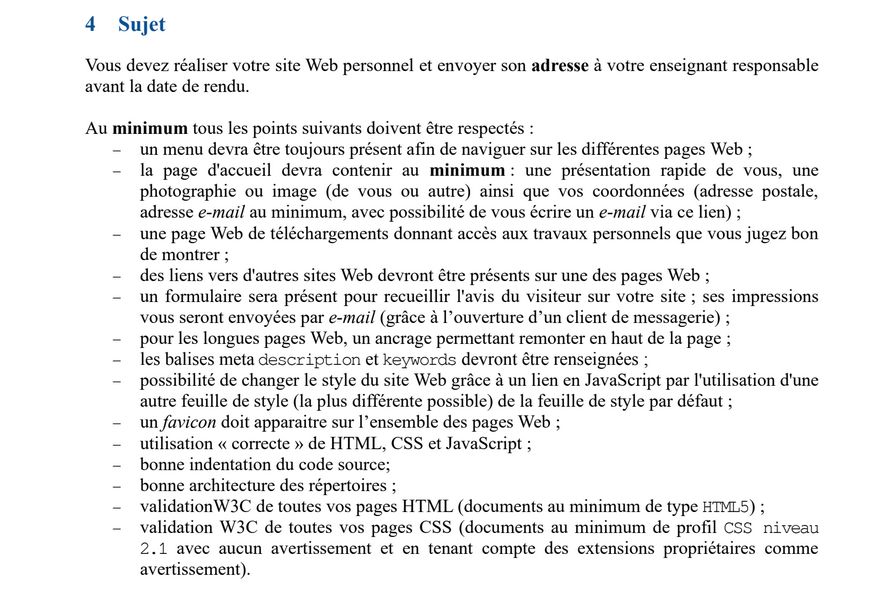 4 Sujet
Vous devez réaliser votre site Web personnel et envoyer son adresse à votre enseignant responsable
avant la date de rendu.
Au minimum tous les points suivants doivent être respectés :
– un menu devra être toujours présent afin de naviguer sur les différentes pages Web ;
– la page d'accueil devra contenir au minimum : une présentation rapide de vous, une
photographie ou image (de vous ou autre) ainsi que vos coordonnées (adresse postale,
adresse e-mail au minimum, avec possibilité de vous écrire un e-mail via ce lien) ;
– une page Web de téléchargements donnant accès aux travaux personnels que vous jugez bon
de montrer ;
– des liens vers d'autres sites Web devront être présents sur une des pages Web ;
– un formulaire sera présent pour recueillir l'avis du visiteur sur votre site ; ses impressions
vous seront envoyées par e-mail (grâce à l’ouverture d’un client de messagerie) ;
– pour les longues pages Web, un ancrage permettant remonter en haut de la page ;
– les balises meta description et keywords devront être renseignées ;
– possibilité de changer le style du site Web grâce à un lien en JavaScript par l'utilisation d'une
autre feuille de style (la plus différente possible) de la feuille de style par défaut ;
– un favicon doit apparaitre sur l’ensemble des pages Web ;
– utilisation « correcte » de HTML, CSS et JavaScript ;
– bonne indentation du code source;
– bonne architecture des répertoires ;
– validationW3C de toutes vos pages HTML (documents au minimum de type HTML5) ;
– validation W3C de toutes vos pages CSS (documents au minimum de profil CSS niveau
2.1 avec aucun avertissement et en tenant compte des extensions propriétaires comme
avertissement).